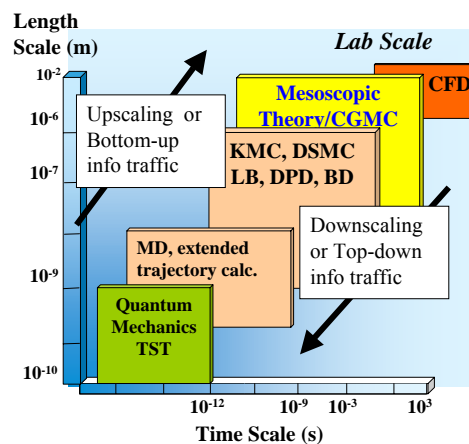 Length
Scale (m)
Lab Scale
10-2
10-6
10-7
10-9
10-10
Upscaling or
Bottom-up
info traffic
CFD
Mesoscopic
Theory/CGMC
KMC, DSMC
LB, DPD, BD
Downscaling
or Top-down
info traffic
MD, extended
trajectory calc.
Quantum
Mechanics
TST
10-12
10-9
10-3
103
Time Scale (s)